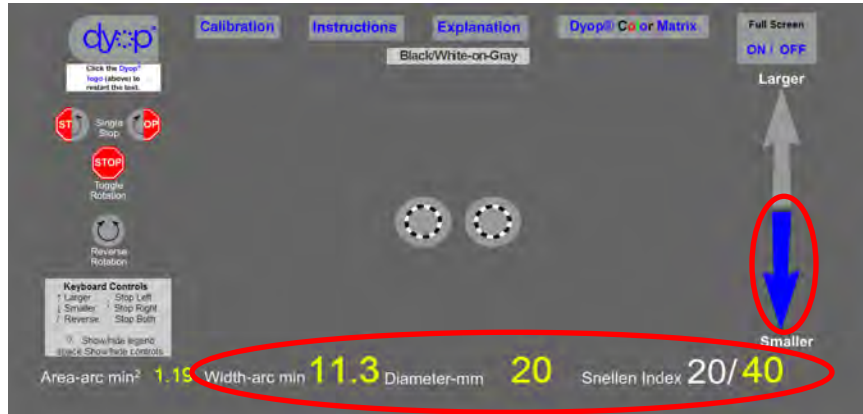 dyop®
Calibration
Instructions
Explanation
Dyop® Color Matrix
Full Screen
ON / OFF
Black/White-on-Gray
Click the Dyop®
logo (above) to
restart the test.
Larger
ST OP
Single
Stop
STOP
Toggle
Rotation
Reverse
Rotation
Keyboard Controls
↑ Larger Stop Left
↓ Smaller Stop Right
/ Reverse Stop Both
Show/hide legend
space Show/hide controls
Smaller
Area-arc min² 1.19 Width-arc min 11.3 Diameter-mm 20 Snellen Index 20/40